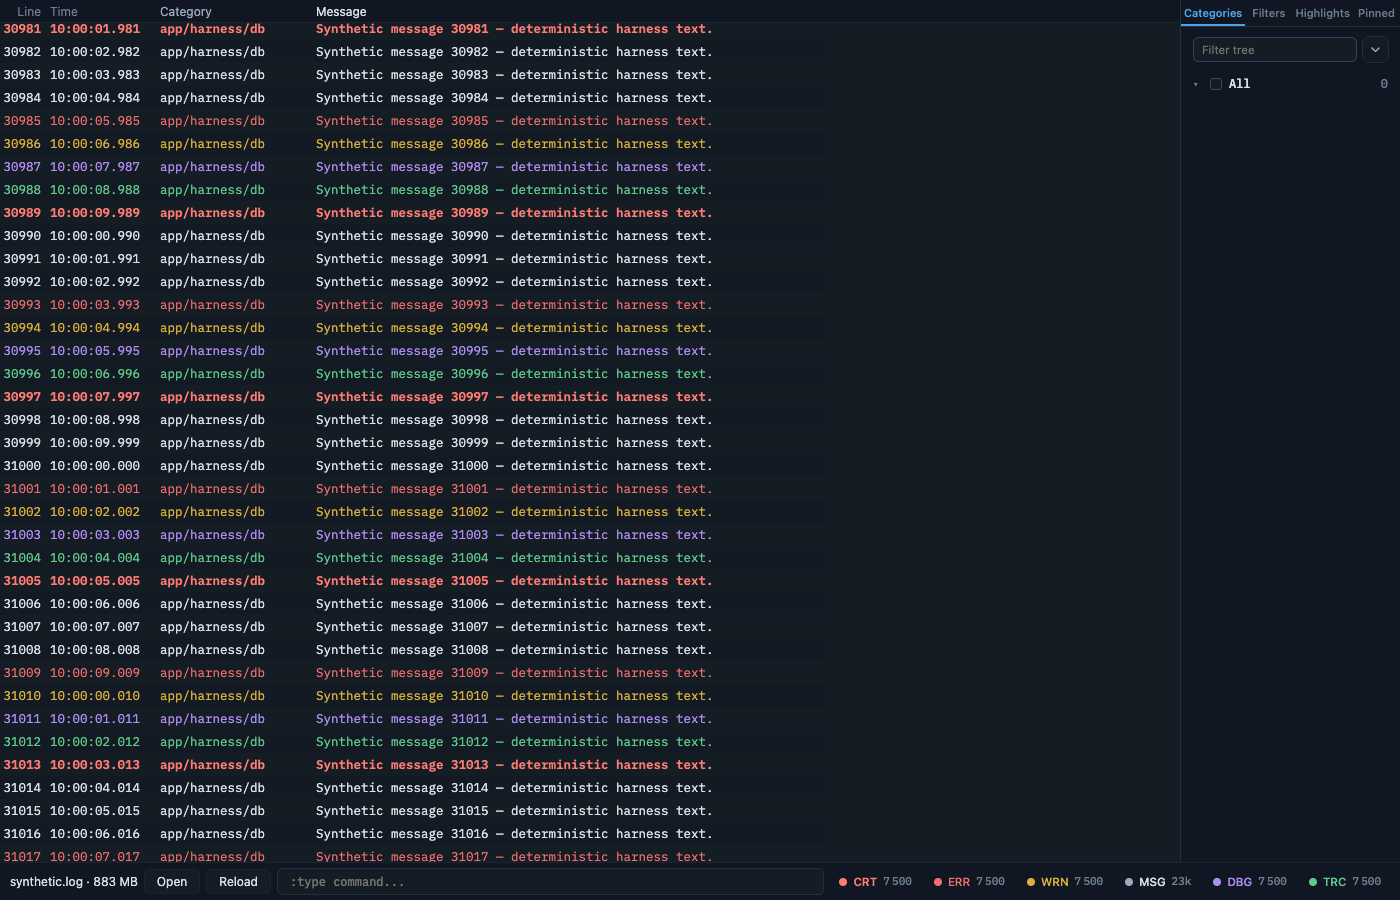 Line Time Category Message
30981 10:00:01.981 app/harness/db Synthetic message 30981 — deterministic harness text.
30982 10:00:02.982 app/harness/db Synthetic message 30982 — deterministic harness text.
30983 10:00:03.983 app/harness/db Synthetic message 30983 — deterministic harness text.
30984 10:00:04.984 app/harness/db Synthetic message 30984 — deterministic harness text.
30985 10:00:05.985 app/harness/db Synthetic message 30985 — deterministic harness text.
30986 10:00:06.986 app/harness/db Synthetic message 30986 — deterministic harness text.
30987 10:00:07.987 app/harness/db Synthetic message 30987 — deterministic harness text.
30988 10:00:08.988 app/harness/db Synthetic message 30988 — deterministic harness text.
30989 10:00:09.989 app/harness/db Synthetic message 30989 — deterministic harness text.
30990 10:00:00.990 app/harness/db Synthetic message 30990 — deterministic harness text.
30991 10:00:01.991 app/harness/db Synthetic message 30991 — deterministic harness text.
30992 10:00:02.992 app/harness/db Synthetic message 30992 — deterministic harness text.
30993 10:00:03.993 app/harness/db Synthetic message 30993 — deterministic harness text.
30994 10:00:04.994 app/harness/db Synthetic message 30994 — deterministic harness text.
30995 10:00:05.995 app/harness/db Synthetic message 30995 — deterministic harness text.
30996 10:00:06.996 app/harness/db Synthetic message 30996 — deterministic harness text.
30997 10:00:07.997 app/harness/db Synthetic message 30997 — deterministic harness text.
30998 10:00:08.998 app/harness/db Synthetic message 30998 — deterministic harness text.
30999 10:00:09.999 app/harness/db Synthetic message 30999 — deterministic harness text.
31000 10:00:00.000 app/harness/db Synthetic message 31000 — deterministic harness text.
31001 10:00:01.001 app/harness/db Synthetic message 31001 — deterministic harness text.
31002 10:00:02.002 app/harness/db Synthetic message 31002 — deterministic harness text.
31003 10:00:03.003 app/harness/db Synthetic message 31003 — deterministic harness text.
31004 10:00:04.004 app/harness/db Synthetic message 31004 — deterministic harness text.
31005 10:00:05.005 app/harness/db Synthetic message 31005 — deterministic harness text.
31006 10:00:06.006 app/harness/db Synthetic message 31006 — deterministic harness text.
31007 10:00:07.007 app/harness/db Synthetic message 31007 — deterministic harness text.
31008 10:00:08.008 app/harness/db Synthetic message 31008 — deterministic harness text.
31009 10:00:09.009 app/harness/db Synthetic message 31009 — deterministic harness text.
31010 10:00:00.010 app/harness/db Synthetic message 31010 — deterministic harness text.
31011 10:00:01.011 app/harness/db Synthetic message 31011 — deterministic harness text.
31012 10:00:02.012 app/harness/db Synthetic message 31012 — deterministic harness text.
31013 10:00:03.013 app/harness/db Synthetic message 31013 — deterministic harness text.
31014 10:00:04.014 app/harness/db Synthetic message 31014 — deterministic harness text.
31015 10:00:05.015 app/harness/db Synthetic message 31015 — deterministic harness text.
31016 10:00:06.016 app/harness/db Synthetic message 31016 — deterministic harness text.
31017 10:00:07.017 app/harness/db Synthetic message 31017 — deterministic harness text.
Categories Filters Highlights Pinned
Filter tree
All 0
synthetic.log · 883 MB Open Reload :type command... CRT 7 500 ERR 7 500 WRN 7 500 MSG 23k DBG 7 500 TRC 7 500